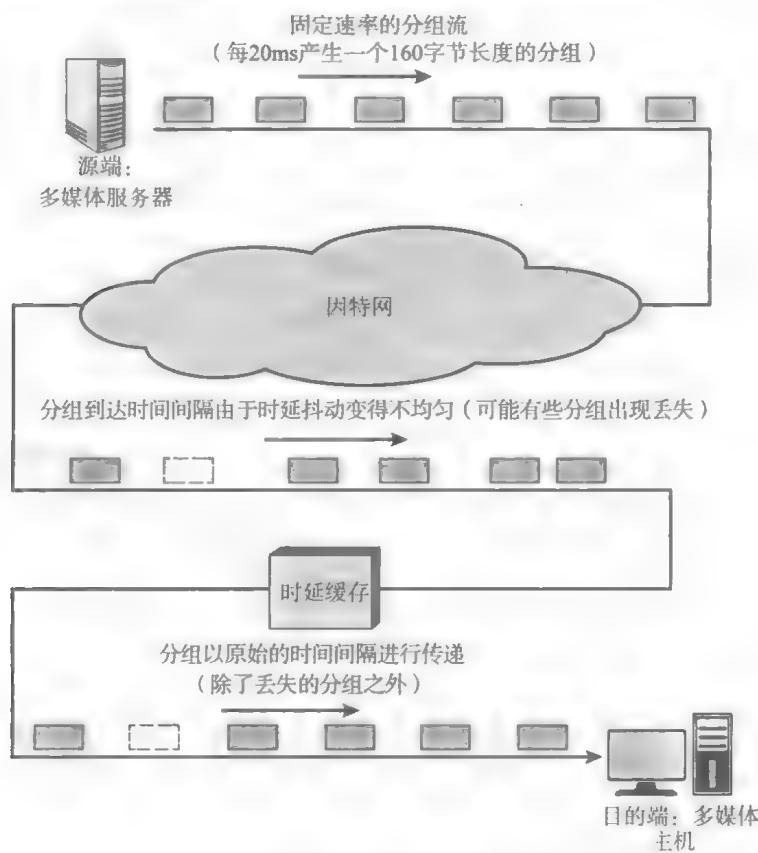 固定速率的分组流
（每20ms产生一个160字节长度的分组）
源端：
多媒体服务器
因特网
分组到达时间间隔由于时延抖动变得不均匀（可能有些分组出现丢失）
时延缓存
分组以原始的时间间隔进行传递
（除了丢失的分组之外）
目的端：多媒体
主机